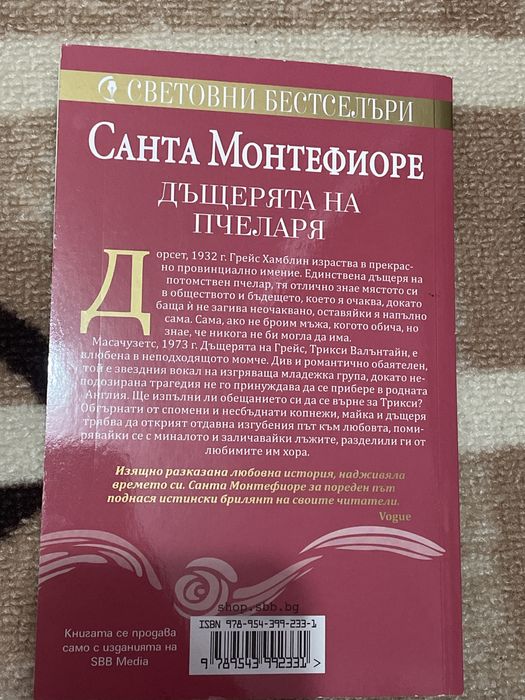 СВЕТОВНИ БЕСТСЕЛЪРИ
САНТА МОНТЕФИОРЕ
ДЪЩЕРЯТА НА
ПЧЕЛАРЯ
Дорсет, 1932 г. Грейс Хамблин израства в прекрас-
но провинциално имение. Единствена дъщеря на
потомствен пчелар, тя отлично знае мястото си
в обществото и бъдещето, което я очаква, докато
баща ѝ не загива неочаквано, оставяйки я напълно
сама. Сама, ако не броим мъжа, когото обича, но
знае, че никога не би могла да има.
Масачузетс, 1973 г. Дъщерята на Грейс, Трикси Валънтайн, е
влюбена в неподходящото момче. Див и романтично обаятелен,
той е звездния вокал на изгряваща младежка група, докато не-
подозирана трагедия не го принуждава да се прибере в родната
Англия. Ще изпълни ли обещанието си да се върне за Трикси?
Обгърнати от спомени и несбъднати копнежи, майка и дъщеря
трябва да открият отдавна изгубения път към любовта, поми-
рявайки се с миналото и заличавайки лъжите, разделили ги от
любимите им хора.
Изящно разказана любовна история, надживяла
времето си. Санта Монтефиоре за пореден път
поднася истински брилянт на своите читатели.
Vogue
shop.sbb.bg
ISBN 978-954-399-233-1
9 789543 992331 >
Книгата се продава
само с изданията на
SBB Media